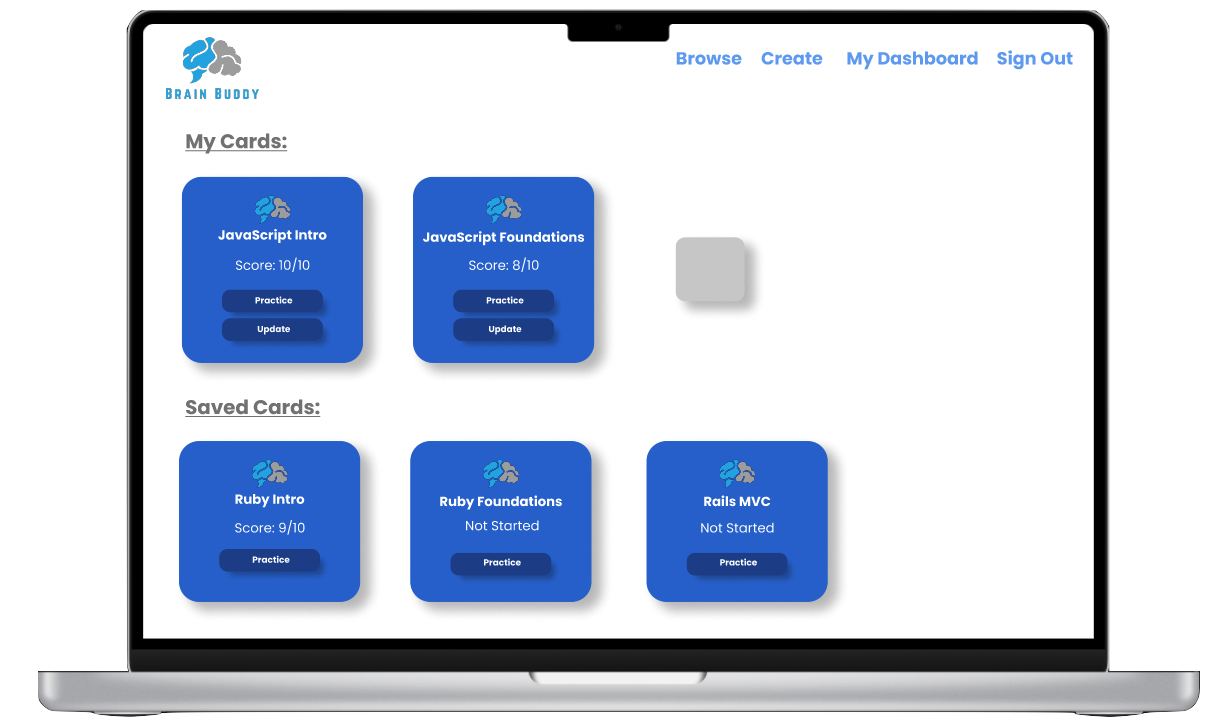 Browse Create My Dashboard Sign Out
BRAIN BUDDY
My Cards:
JavaScript Intro
Score: 10/10
Practice
Update
JavaScript Foundations
Score: 8/10
Practice
Update
Saved Cards:
Ruby Intro
Score: 9/10
Practice
Ruby Foundations
Not Started
Practice
Rails MVC
Not Started
Practice